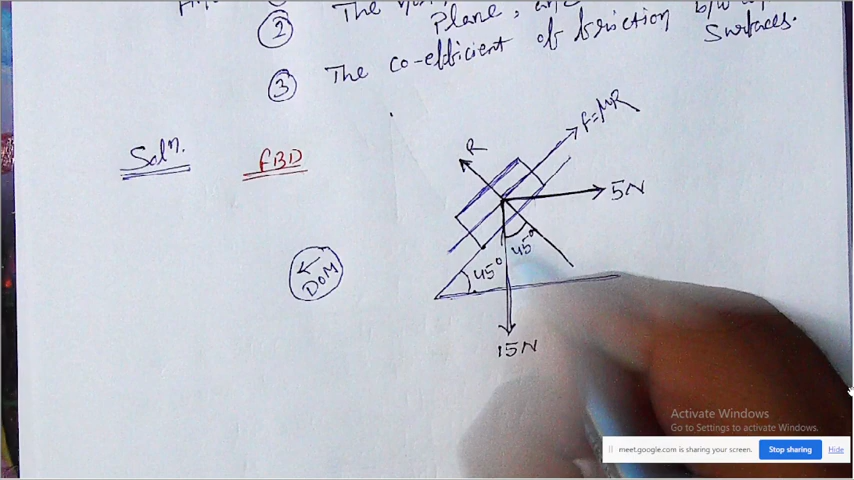 ② The
Plane,
③ The co-efficient of friction b/w
Surfaces.
Soln. FBD
R
F=μR
5N
45° 45°
DOM
15N
Activate Windows
Go to Settings to activate Windows.
meet.google.com is sharing your screen. Stop sharing Hide